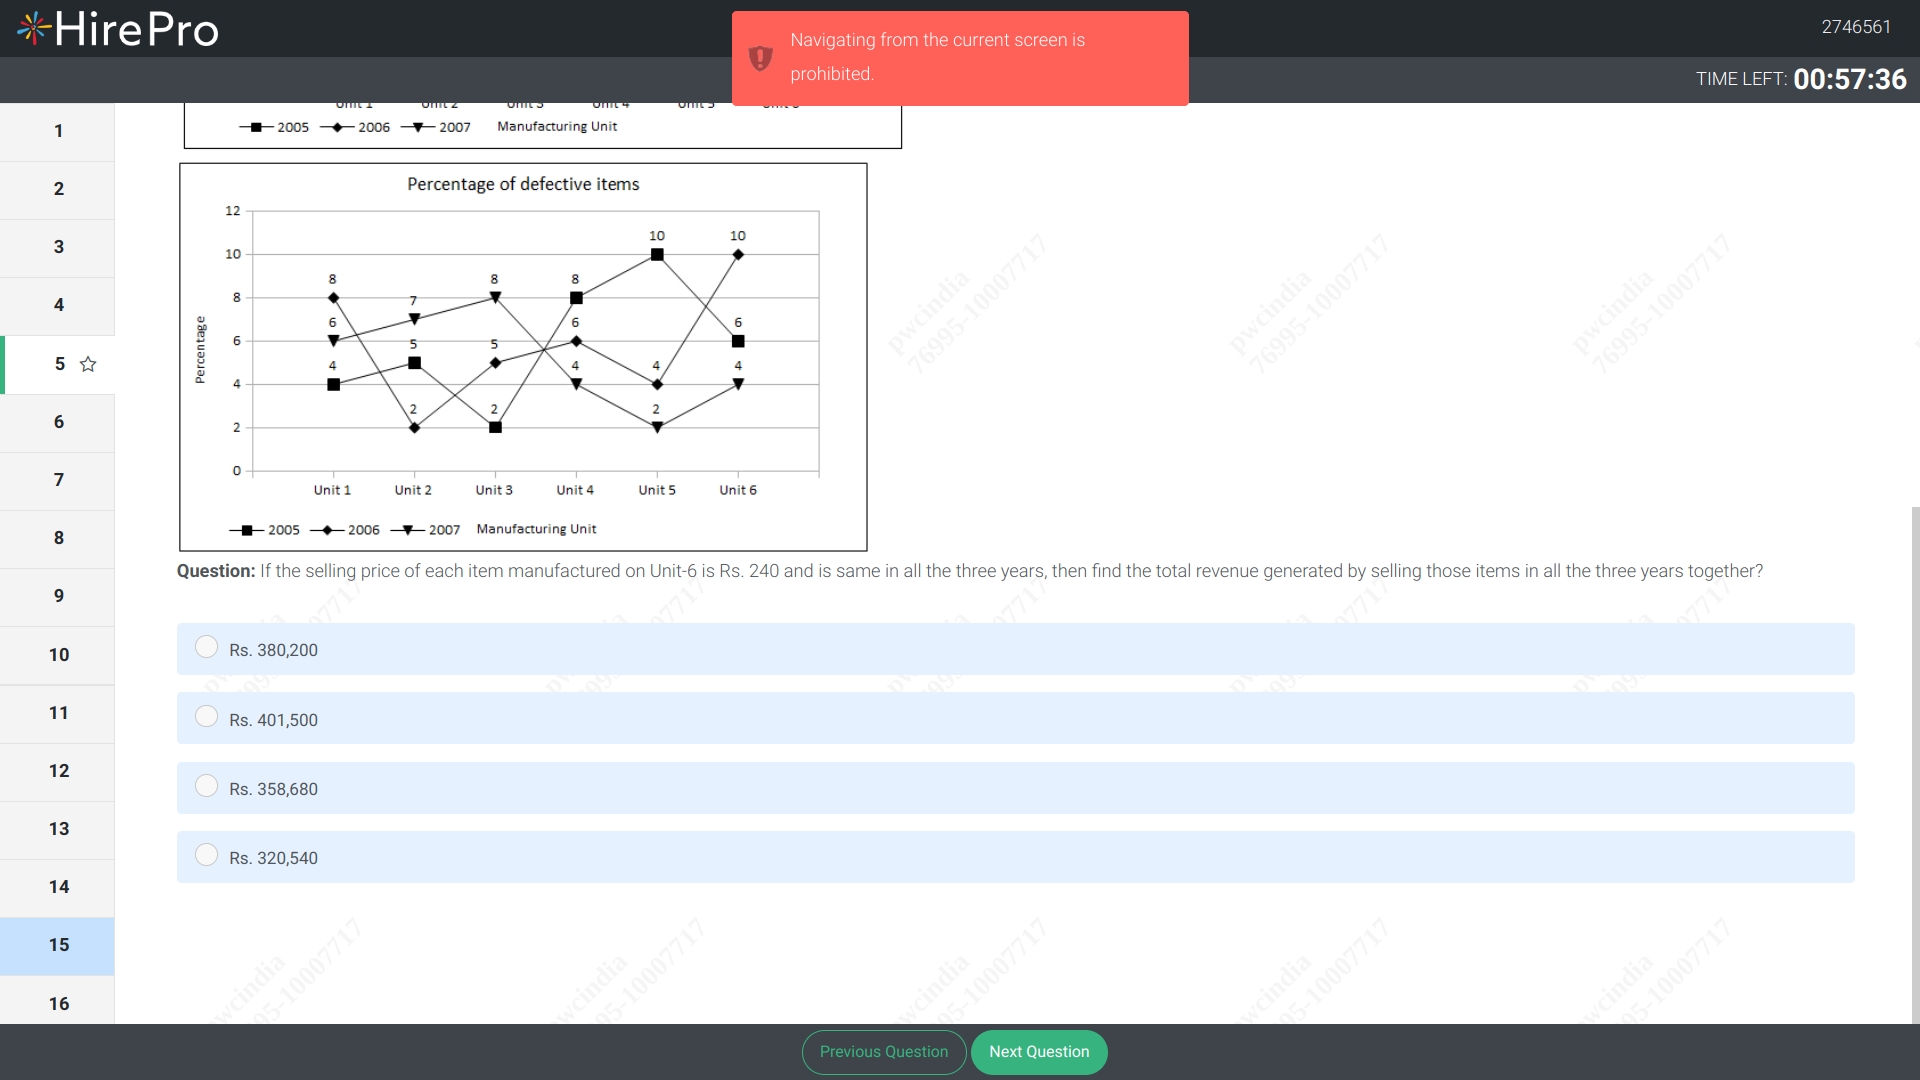 HirePro
2746561
Navigating from the current screen is
prohibited.
TIME LEFT: 00:57:36
1
2
3
4
5
6
7
8
9
10
11
12
13
14
15
16
Unit 1 Unit 2 Unit 3 Unit 4 Unit 5
2005 2006 2007 Manufacturing Unit
Percentage of defective items
Percentage
12
10
8
6
4
2
0
8 6 4
7 5 2
8 5 2
8 6 4
10 4 2
10 6 4
Unit 1 Unit 2 Unit 3 Unit 4 Unit 5 Unit 6
2005 2006 2007 Manufacturing Unit
Question: If the selling price of each item manufactured on Unit-6 is Rs. 240 and is same in all the three years, then find the total revenue generated by selling those items in all the three years together?
Rs. 380,200
Rs. 401,500
Rs. 358,680
Rs. 320,540
pwcindia
76995-10007717
pwcindia
76995-10007717
pwcindia
76995-10007717
Previous Question Next Question